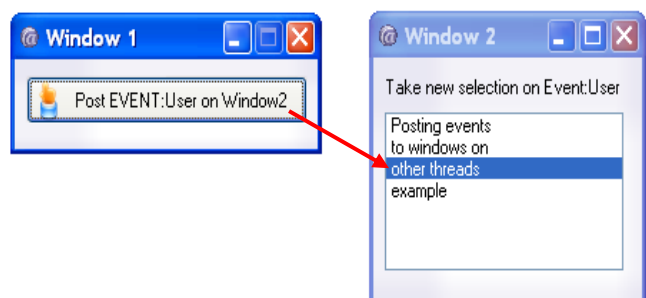 Window 1
Post EVENT:User on Window2
Window 2
Take new selection on Event:User
Posting events
to windows on
other threads
example